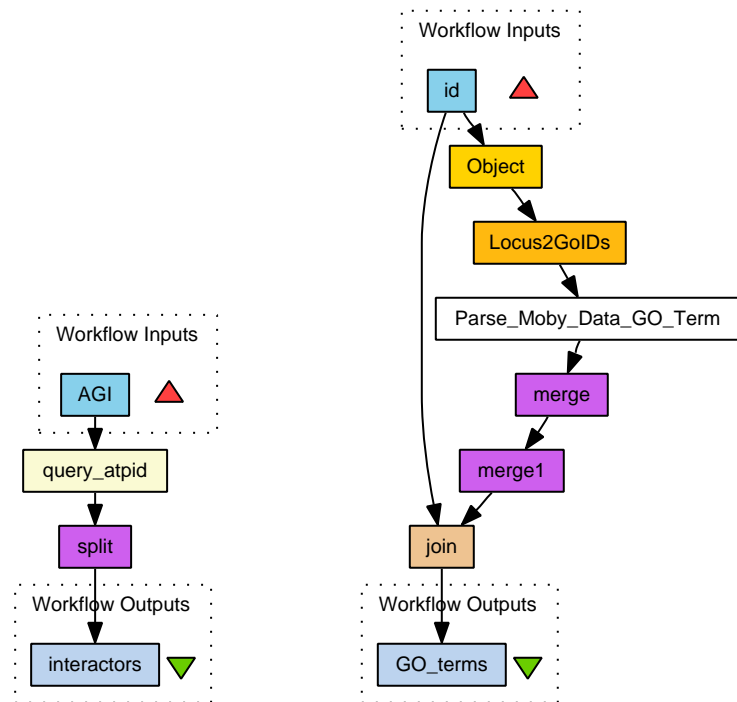 Workflow Inputs
AGI
query_atpid
split
Workflow Outputs
interactors
Workflow Inputs
id
Object
Locus2GoIDs
Parse_Moby_Data_GO_Term
merge
merge1
join
Workflow Outputs
GO_terms